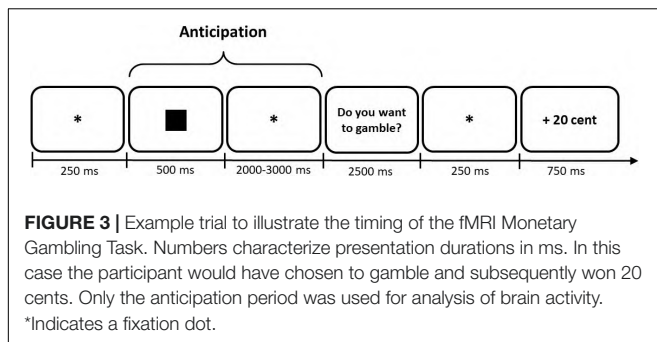 Anticipation
*
*
Do you want
to gamble?
*
+ 20 cent
250 ms
500 ms
2000-3000 ms
2500 ms
250 ms
750 ms
FIGURE 3 | Example trial to illustrate the timing of the fMRI Monetary
Gambling Task. Numbers characterize presentation durations in ms. In this
case the participant would have chosen to gamble and subsequently won 20
cents. Only the anticipation period was used for analysis of brain activity.
*Indicates a fixation dot.